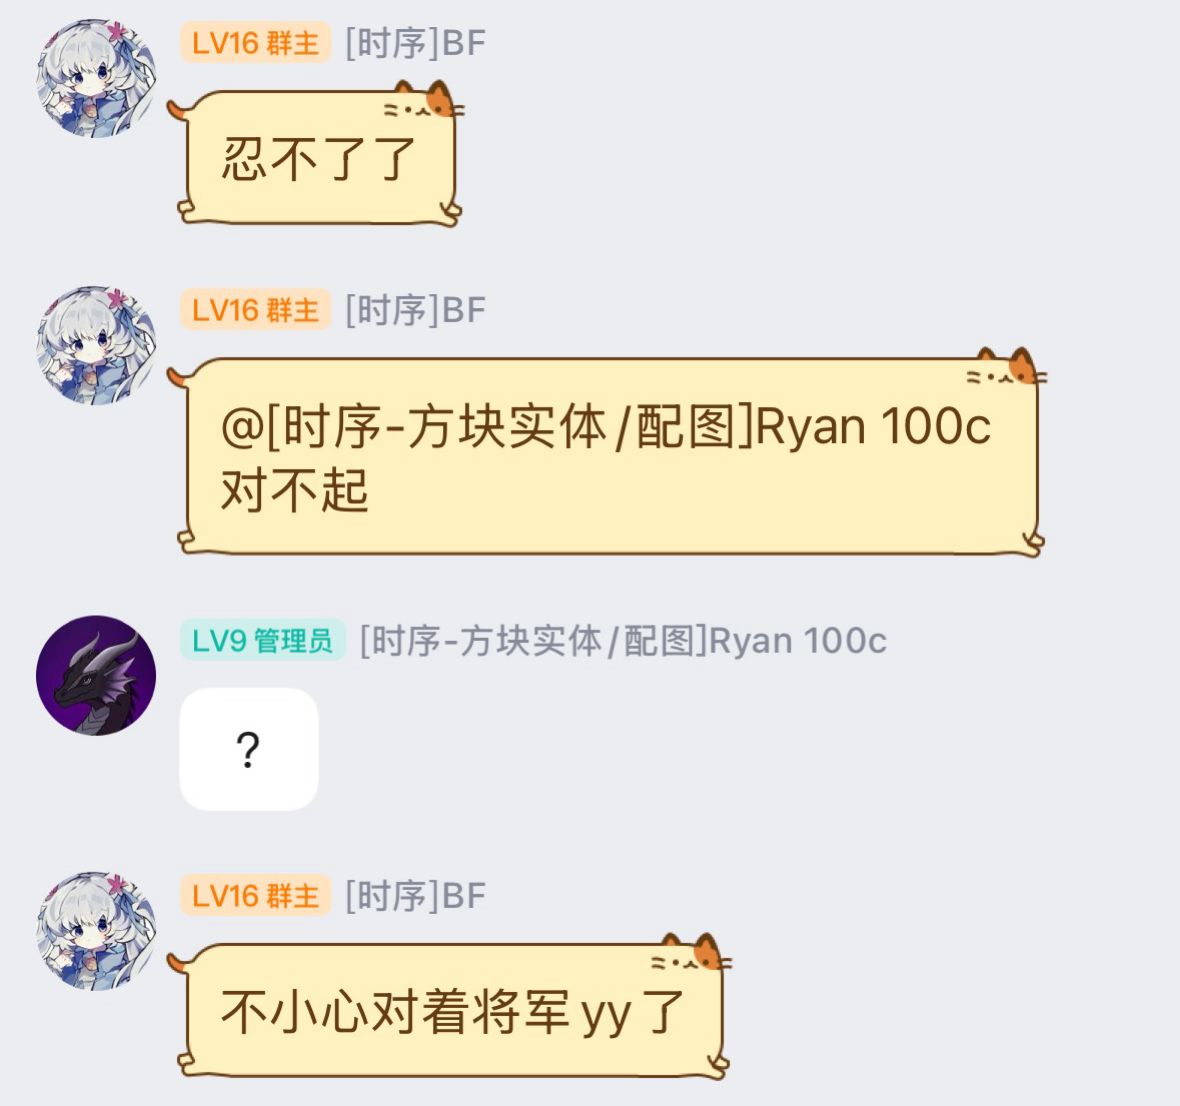 LV16 群主 [时序]BF
忍不了了
LV16 群主 [时序]BF
@[时序-方块实体/配图]Ryan 100c
对不起
LV9 管理员 [时序-方块实体/配图]Ryan 100c
?
LV16 群主 [时序]BF
不小心对着将军yy了